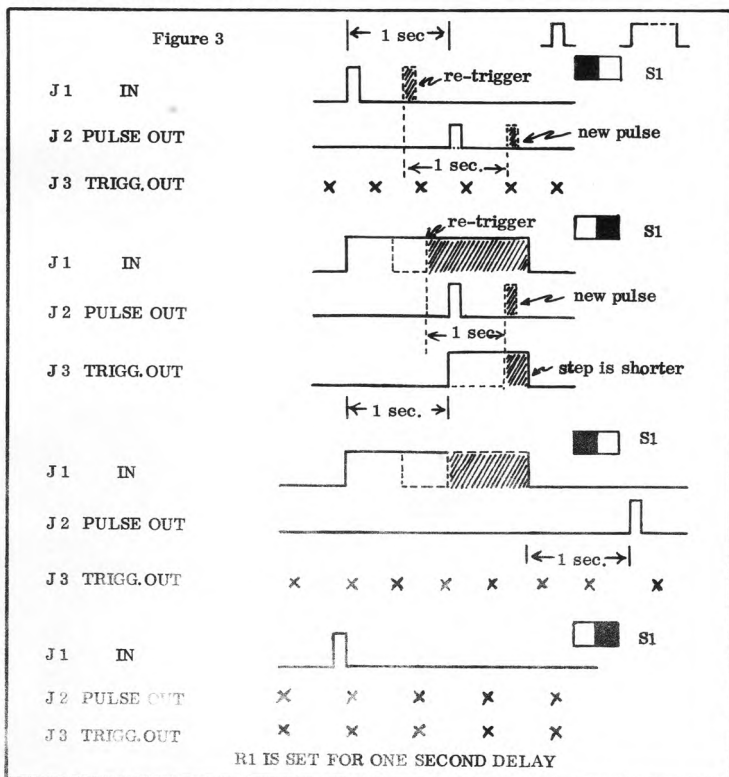 Figure 3
1 sec
S1
re-trigger
J1 IN
J2 PULSE OUT
new pulse
1 sec.
J3 TRIGG.OUT
x x x x x x
re-trigger
S1
J1 IN
J2 PULSE OUT
new pulse
1 sec
J3 TRIGG.OUT
step is shorter
1 sec.
S1
J1 IN
J2 PULSE OUT
1 sec.
J3 TRIGG.OUT
x x x x x x x x
S1
J1 IN
J2 PULSE OUT
x x x x x
J3 TRIGG.OUT
x x x x x
R1 IS SET FOR ONE SECOND DELAY